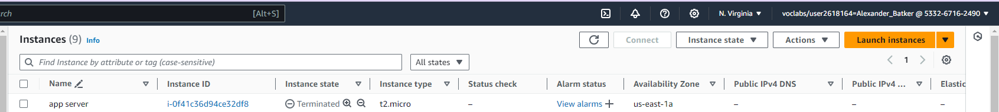 rch [Alt+S] N. Virginia voclabs/user2618164=Alexander_Batker @ 5332-6716-2490
Instances (9) Info Connect Instance state Actions Launch instances
Find Instance by attribute or tag (case-sensitive) All states 1
Name Instance ID Instance state Instance type Status check Alarm status Availability Zone Public IPv4 DNS Public IPv4 ... Elastic
app server i-0f41c36d94ce32df8 Terminated t2.micro – View alarms + us-east-1a – – –